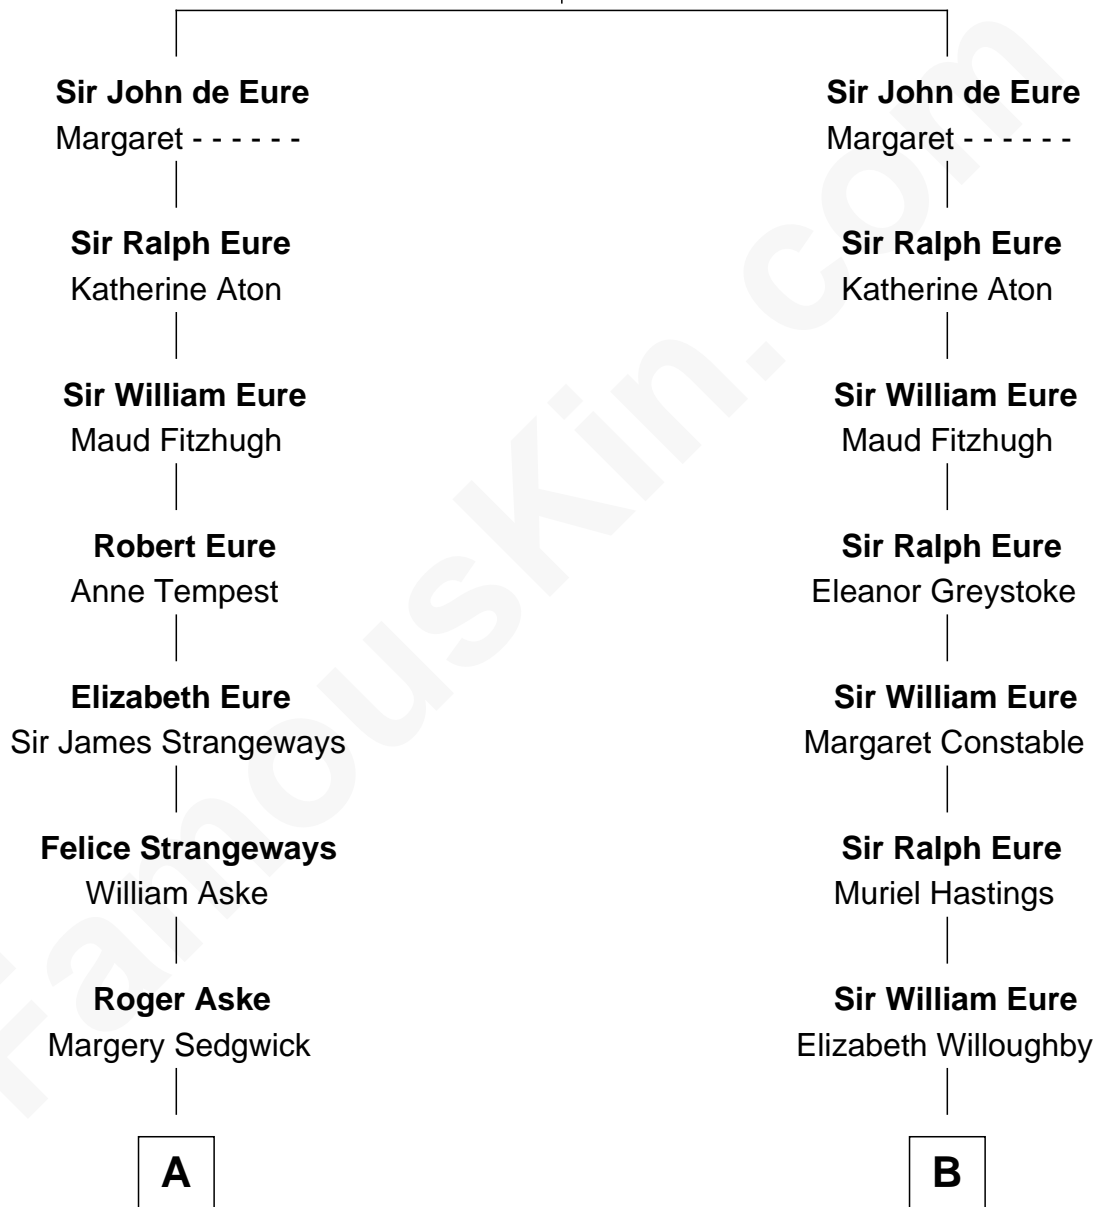 Sir John de Eure
Margaret - - - - - -
Sir Ralph Eure
Katherine Aton
Sir William Eure
Maud Fitzhugh
Robert Eure
Anne Tempest
Elizabeth Eure
Sir James Strangeways
Felice Strangeways
William Aske
Roger Aske
Margery Sedgwick
A
Sir John de Eure
Margaret - - - - - -
Sir Ralph Eure
Katherine Aton
Sir William Eure
Maud Fitzhugh
Sir Ralph Eure
Eleanor Greystoke
Sir William Eure
Margaret Constable
Sir Ralph Eure
Muriel Hastings
Sir William Eure
Elizabeth Willoughby
B
FamousKin.com